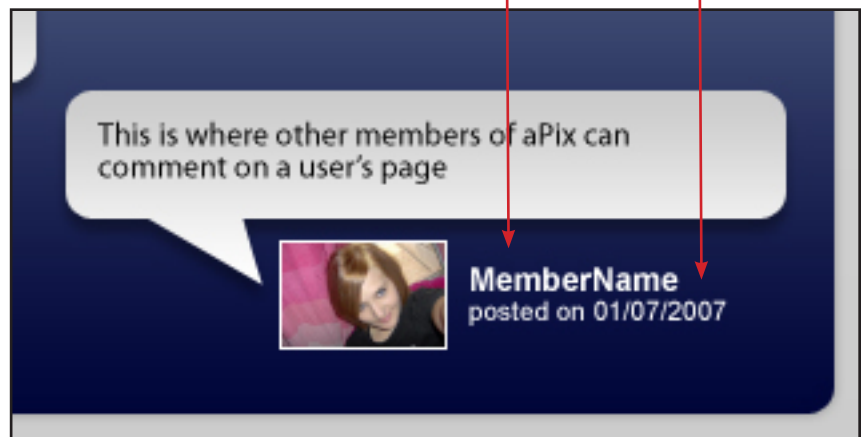 This is where other members of aPix can
comment on a user's page
MemberName
posted on 01/07/2007